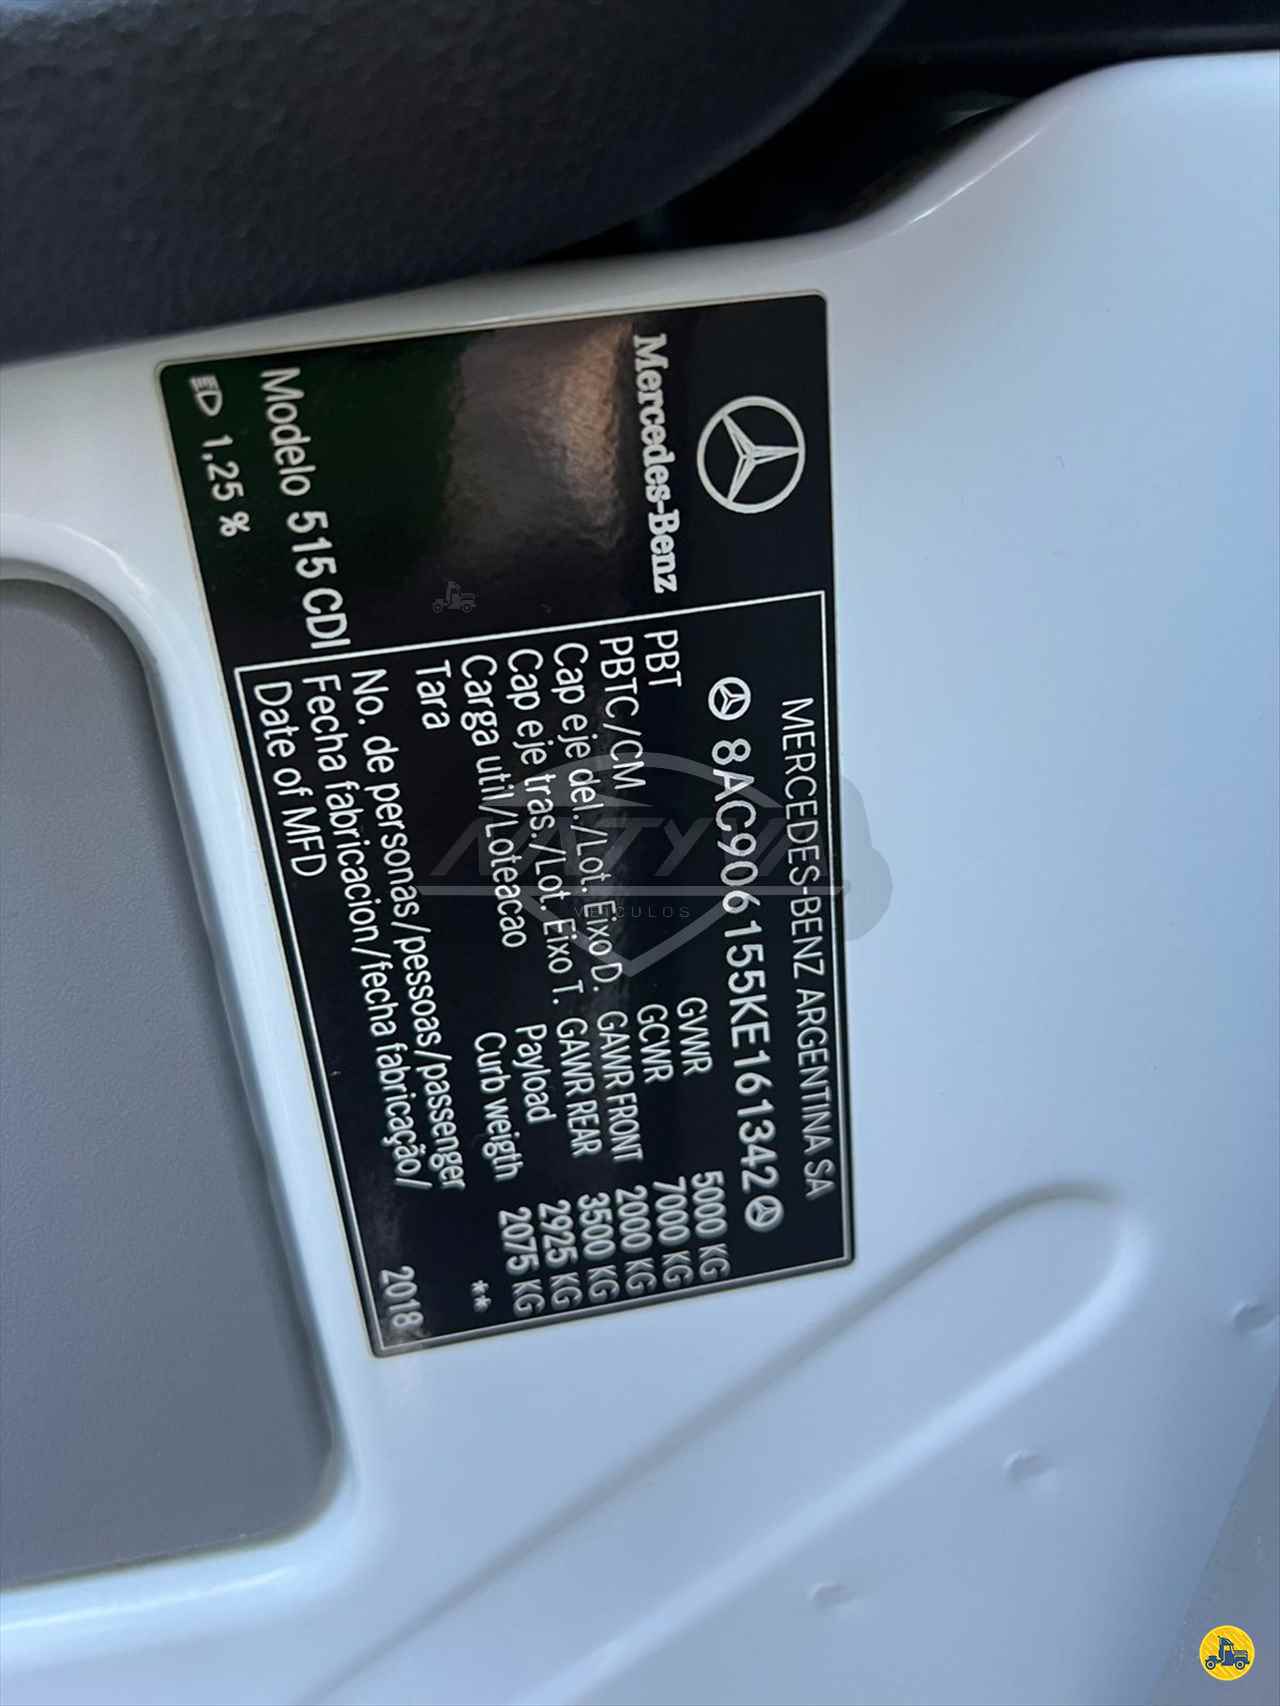 Mercedes-Benz
Modelo 515 CDI
1,25 %
MERCEDES-BENZ ARGENTINA SA
8AC906155KE161342
PBT GVWR 5000 KG
PBTC/CM GCWR 7000 KG
Cap eje del./Lot. Eixo D. GAWR FRONT 2000 KG
Cap eje tras./Lot. Eixo T. GAWR REAR 3500 KG
Carga util/Loteacao Payload 2925 KG
Tara Curb weigth 2075 KG
No. de personas/pessoas/passenger **
Fecha fabricacion/fecha fabricação/
Date of MFD 2018
NATYVA
VEÍCULOS